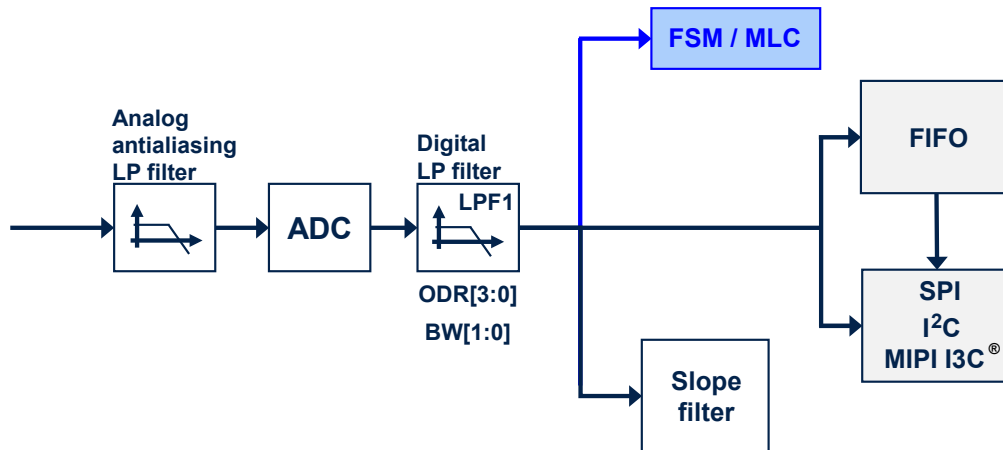 FSM / MLC
Analog
antialiasing
LP filter
Digital
LP filter
FIFO
LPF1
ADC
ODR[3:0]
BW[1:0]
SPI
I²C
MIPI I3C®
Slope
filter